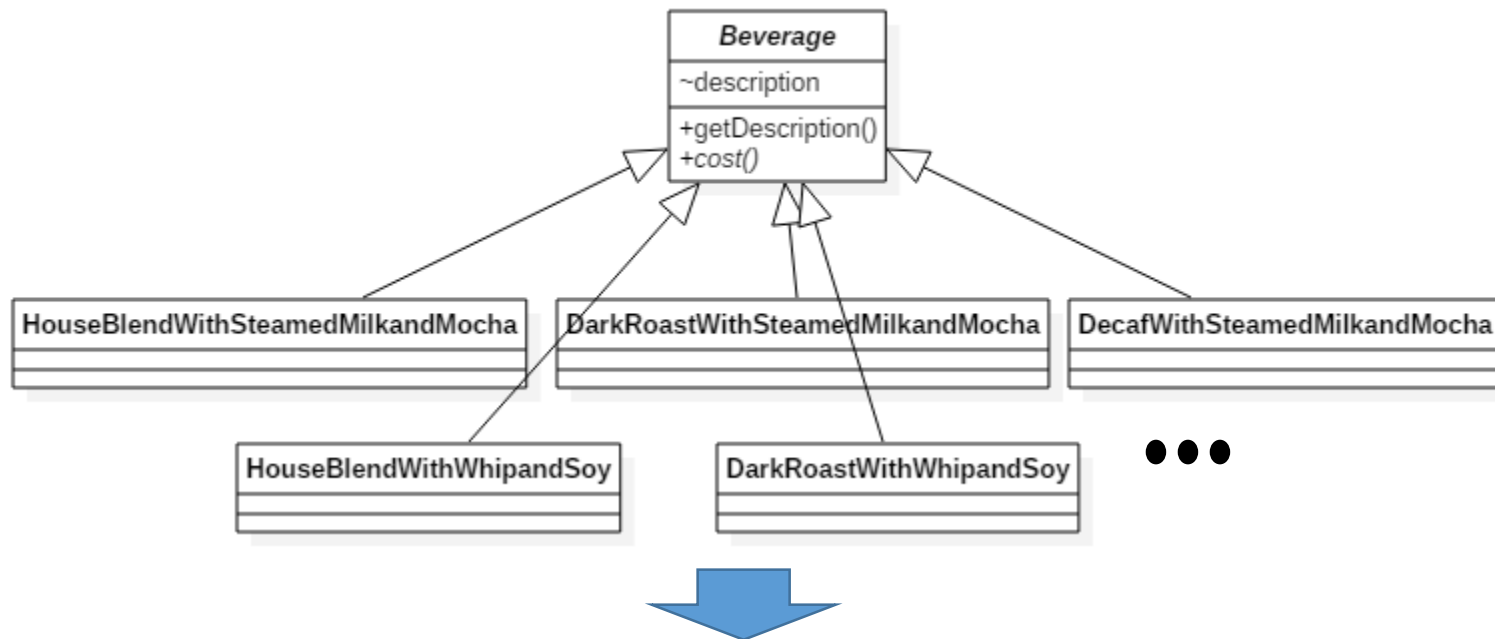 Beverage
~description
+getDescription()
+cost()
HouseBlendWithSteamedMilkandMocha
DarkRoastWithSteamedMilkandMocha
DecafWithSteamedMilkandMocha
HouseBlendWithWhipandSoy
DarkRoastWithWhipandSoy